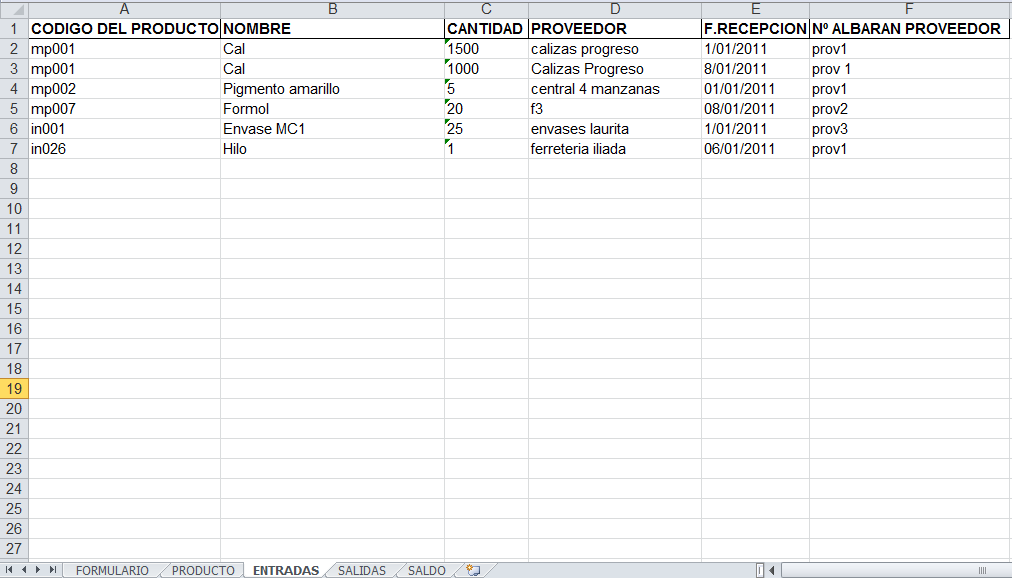 A B C D E F
1 CODIGO DEL PRODUCTO NOMBRE CANTIDAD PROVEEDOR F.RECEPCION Nº ALBARAN PROVEEDOR
2 mp001 Cal 1500 calizas progreso 1/01/2011 prov1
3 mp001 Cal 1000 Calizas Progreso 8/01/2011 prov 1
4 mp002 Pigmento amarillo 5 central 4 manzanas 01/01/2011 prov1
5 mp007 Formol 20 f3 08/01/2011 prov2
6 in001 Envase MC1 25 envases laurita 1/01/2011 prov3
7 in026 Hilo 1 ferreteria iliada 06/01/2011 prov1
8
9
10
11
12
13
14
15
16
17
18
19
20
21
22
23
24
25
26
27
FORMULARIO PRODUCTO ENTRADAS SALIDAS SALDO